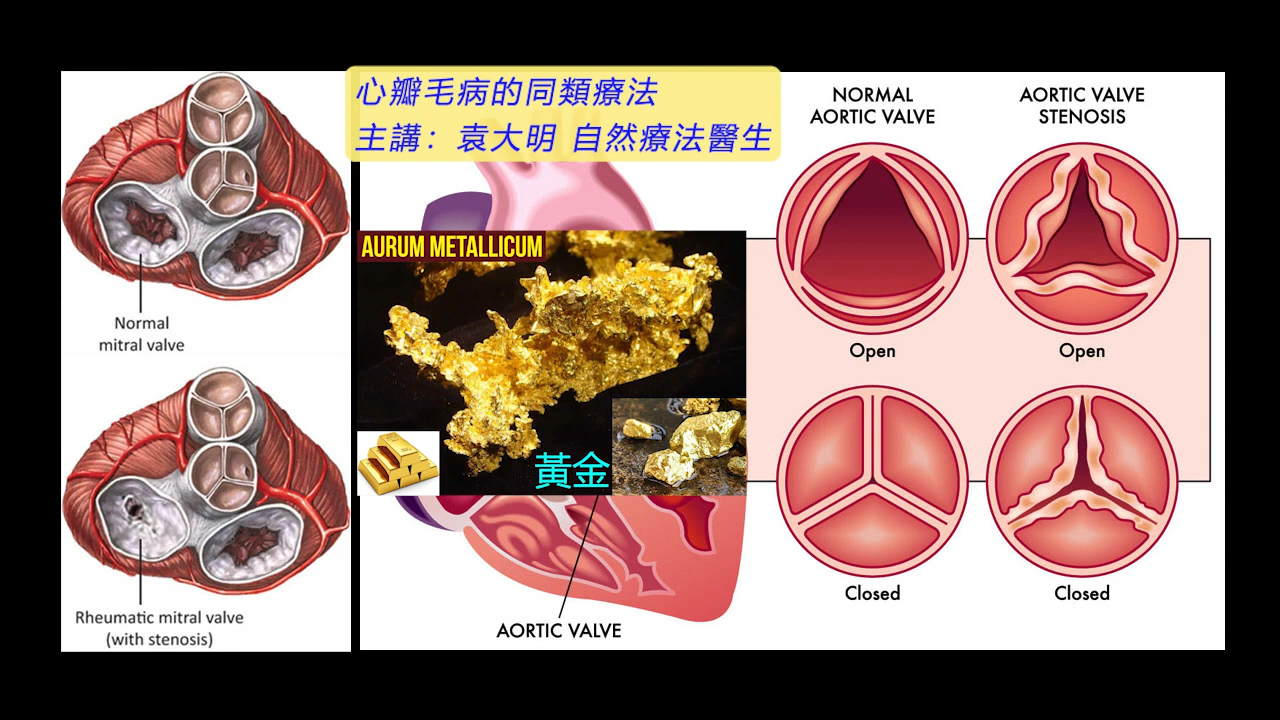 心瓣毛病的同類療法
主講：袁大明 自然療法醫生
Normal
mitral valve
Rheumatic mitral valve
(with stenosis)
AURUM METALLICUM
黃金
AORTIC VALVE
NORMAL
AORTIC VALVE
AORTIC VALVE
STENOSIS
Open
Open
Closed
Closed